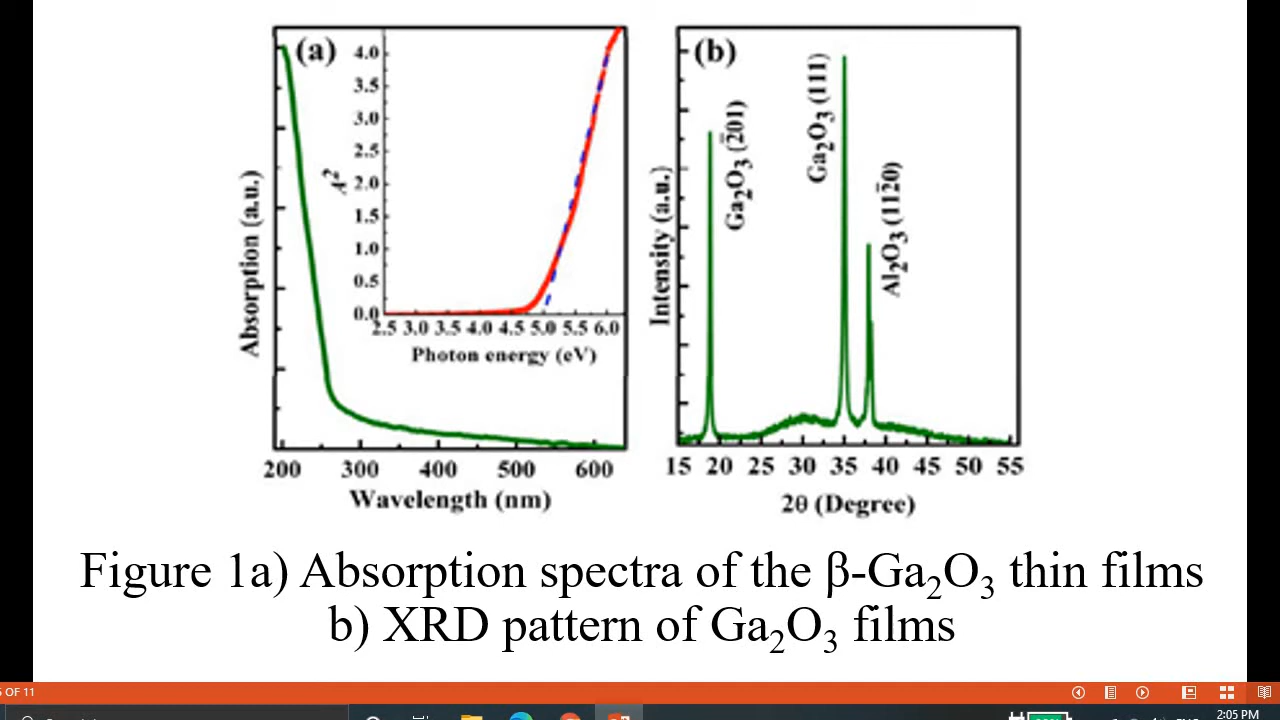 (a)
4.0
3.5
3.0
2.5
2.0
1.5
1.0
0.5
0.0
A²
2.5 3.0 3.5 4.0 4.5 5.0 5.5 6.0
Photon energy (eV)
Absorption (a.u.)
200 300 400 500 600
Wavelength (nm)
(b)
Ga₂O₃ (2̄01)
Ga₂O₃ (111)
Al₂O₃ (112̄0)
Intensity (a.u.)
15 20 25 30 35 40 45 50 55
2θ (Degree)
Figure 1a) Absorption spectra of the β-Ga₂O₃ thin films
b) XRD pattern of Ga₂O₃ films
OF 11
2:05 PM